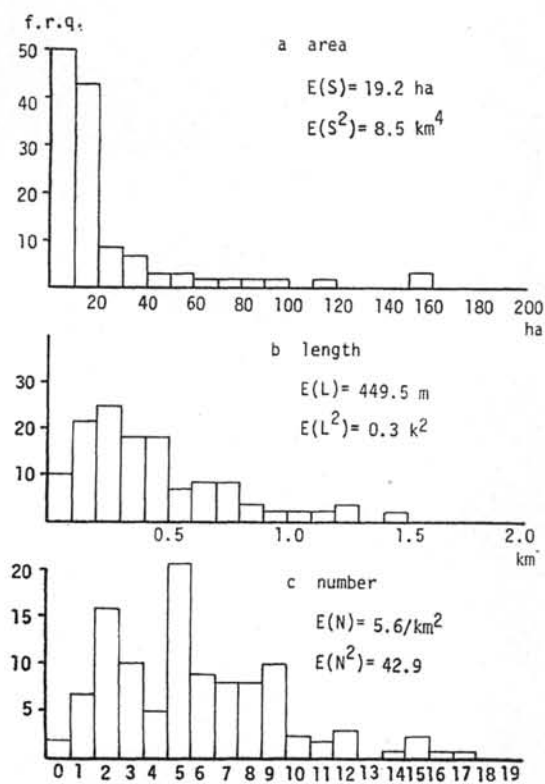 f.r.q.
a area
E(S)= 19.2 ha
E(S²)= 8.5 km⁴
50
40
30
20
10
20 40 60 80 100 120 140 160 180 200
ha
b length
E(L)= 449.5 m
E(L²)= 0.3 k²
30
20
10
0.5 1.0 1.5 2.0
km
c number
E(N)= 5.6/km²
E(N²)= 42.9
20
15
10
5
0 1 2 3 4 5 6 7 8 9 10 11 12 13 14 15 16 17 18 19